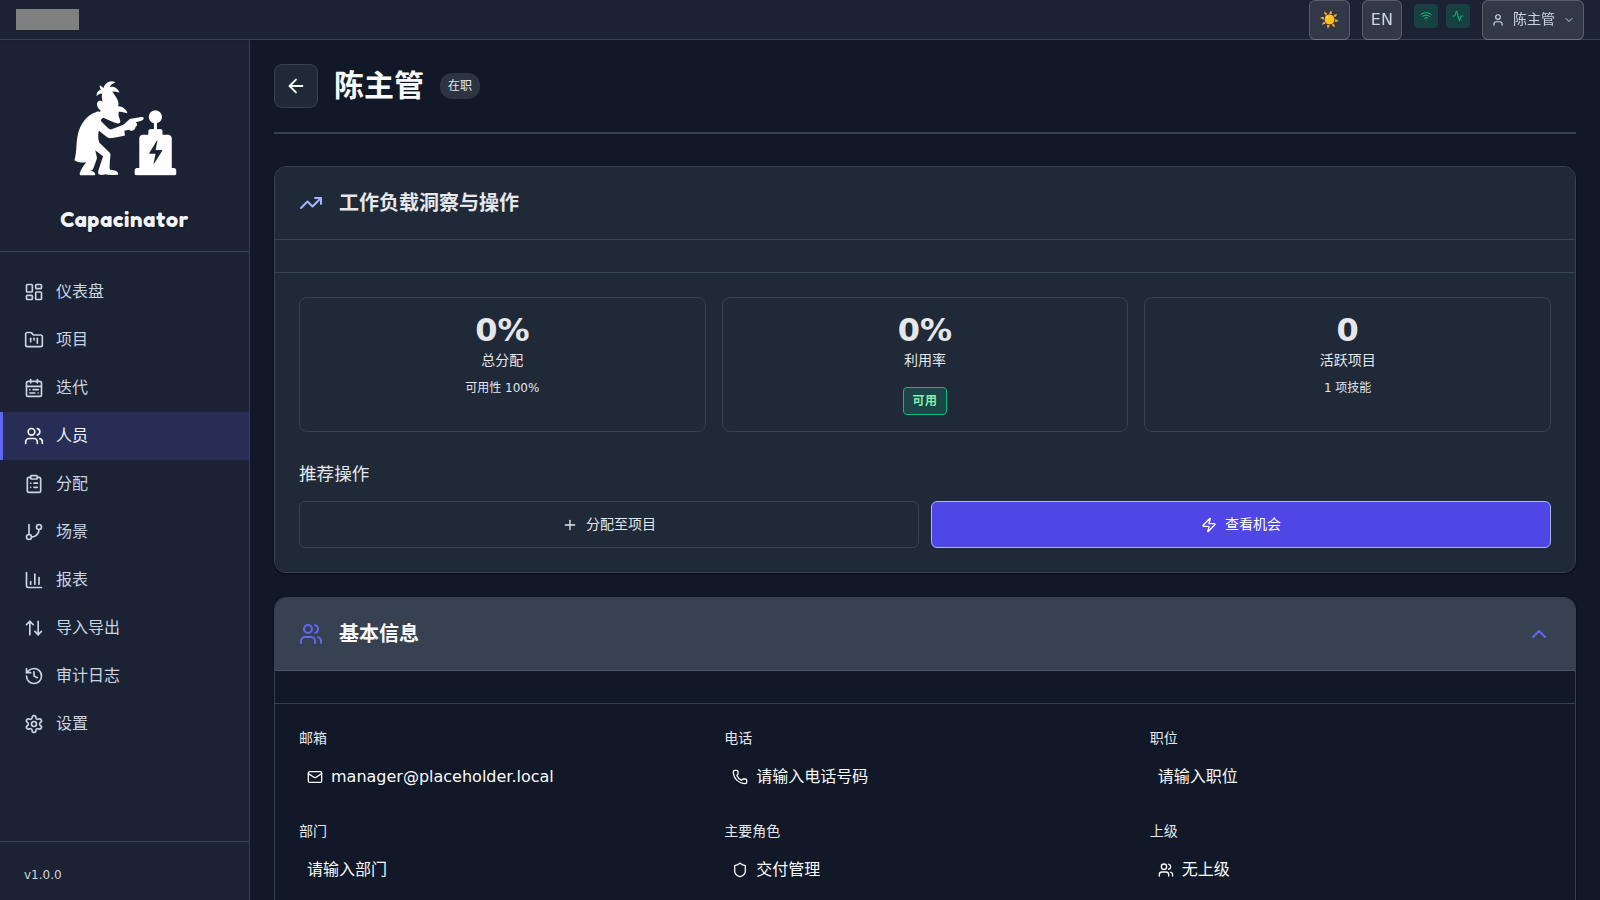 EN
陈主管
Capacinator
仪表盘
项目
迭代
人员
分配
场景
报表
导入导出
审计日志
设置
v1.0.0
陈主管
在职
工作负载洞察与操作
0%
总分配
可用性 100%
0%
利用率
可用
0
活跃项目
1 项技能
推荐操作
分配至项目
查看机会
基本信息
邮箱
manager@placeholder.local
电话
请输入电话号码
职位
请输入职位
部门
请输入部门
主要角色
交付管理
上级
无上级